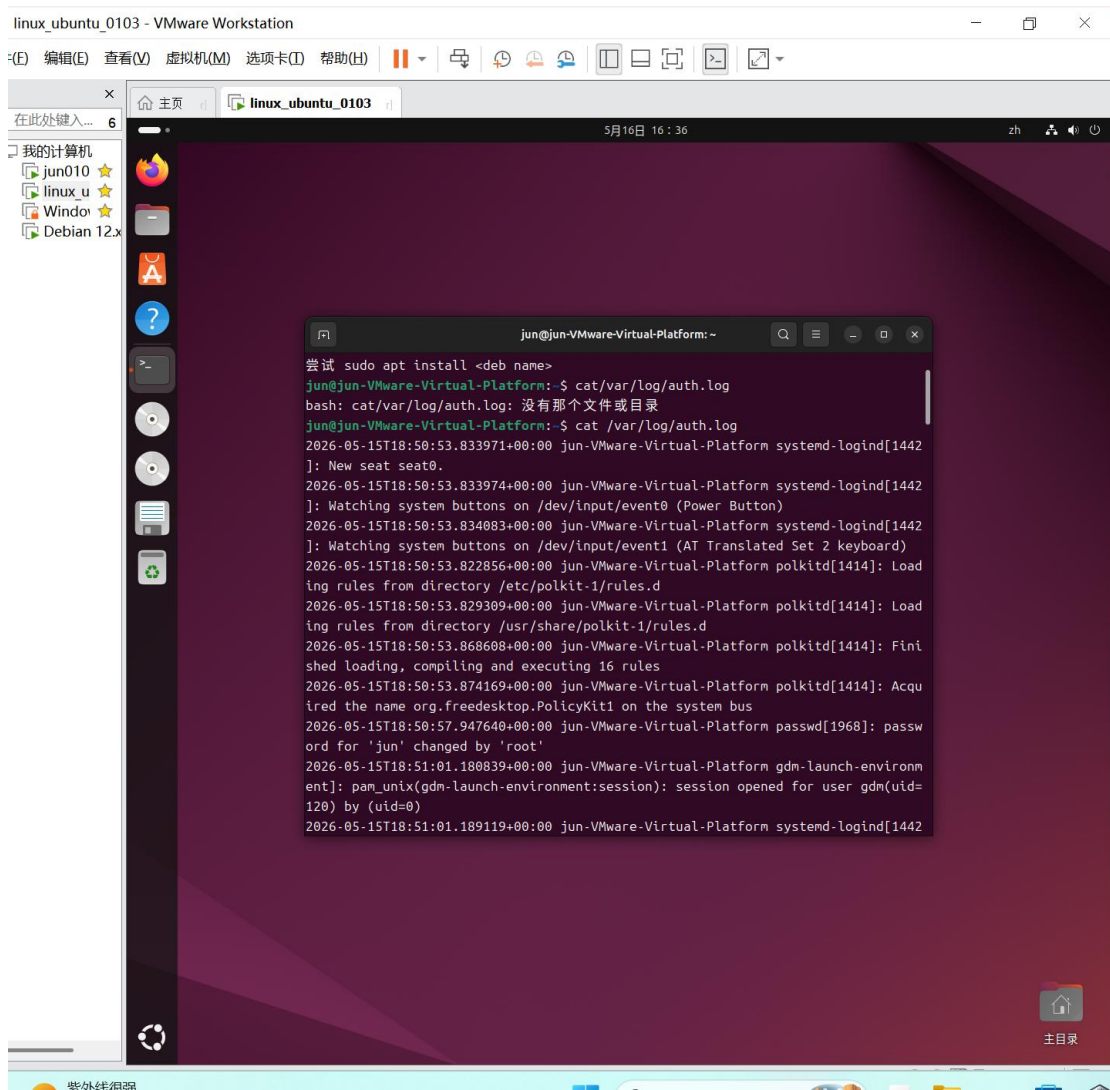 linux_ubuntu_0103 - VMware Workstation
(F) 编辑(E) 查看(V) 虚拟机(M) 选项卡(T) 帮助(H)
主页 linux_ubuntu_0103
在此处键入... 6
我的计算机
jun010
linux_u
Windov
Debian 12.x
5月16日 16：36
zh
jun@jun-VMware-Virtual-Platform: ~
尝试 sudo apt install <deb name>
jun@jun-VMware-Virtual-Platform:~$ cat/var/log/auth.log
bash: cat/var/log/auth.log: 没有那个文件或目录
jun@jun-VMware-Virtual-Platform:~$ cat /var/log/auth.log
2026-05-15T18:50:53.833971+00:00 jun-VMware-Virtual-Platform systemd-logind[1442
]: New seat seat0.
2026-05-15T18:50:53.833974+00:00 jun-VMware-Virtual-Platform systemd-logind[1442
]: Watching system buttons on /dev/input/event0 (Power Button)
2026-05-15T18:50:53.834083+00:00 jun-VMware-Virtual-Platform systemd-logind[1442
]: Watching system buttons on /dev/input/event1 (AT Translated Set 2 keyboard)
2026-05-15T18:50:53.822856+00:00 jun-VMware-Virtual-Platform polkitd[1414]: Load
ing rules from directory /etc/polkit-1/rules.d
2026-05-15T18:50:53.829309+00:00 jun-VMware-Virtual-Platform polkitd[1414]: Load
ing rules from directory /usr/share/polkit-1/rules.d
2026-05-15T18:50:53.868608+00:00 jun-VMware-Virtual-Platform polkitd[1414]: Fini
shed loading, compiling and executing 16 rules
2026-05-15T18:50:53.874169+00:00 jun-VMware-Virtual-Platform polkitd[1414]: Acqu
ired the name org.freedesktop.PolicyKit1 on the system bus
2026-05-15T18:50:57.947640+00:00 jun-VMware-Virtual-Platform passwd[1968]: passw
ord for 'jun' changed by 'root'
2026-05-15T18:51:01.180839+00:00 jun-VMware-Virtual-Platform gdm-launch-environm
ent]: pam_unix(gdm-launch-environment:session): session opened for user gdm(uid=
120) by (uid=0)
2026-05-15T18:51:01.189119+00:00 jun-VMware-Virtual-Platform systemd-logind[1442
主目录
紫外线很弱